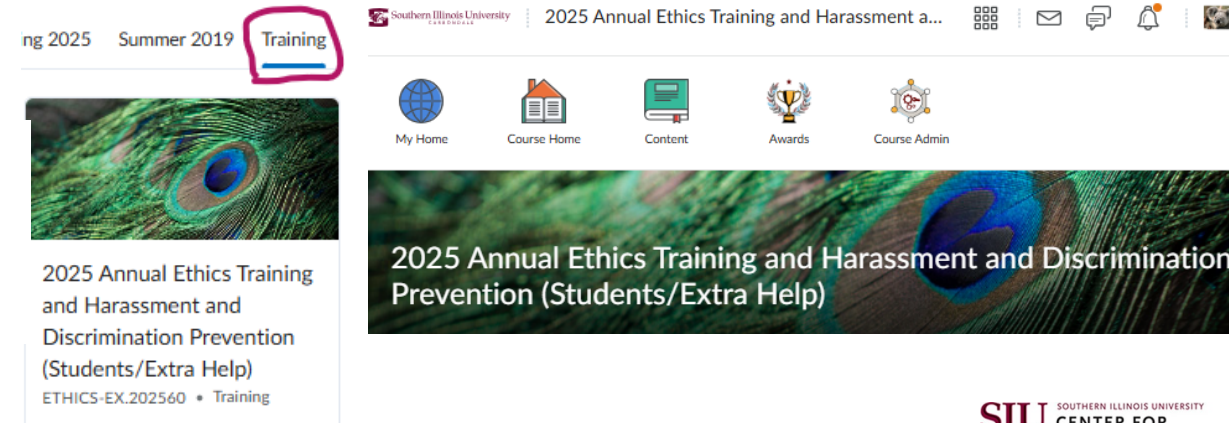 ng 2025 Summer 2019 Training
2025 Annual Ethics Training
and Harassment and
Discrimination Prevention
(Students/Extra Help)
ETHICS-EX.202560 • Training
Southern Illinois University
CARBONDALE
2025 Annual Ethics Training and Harassment a...
My Home Course Home Content Awards Course Admin
2025 Annual Ethics Training and Harassment and Discrimination
Prevention (Students/Extra Help)
SIU SOUTHERN ILLINOIS UNIVERSITY
CENTER FOR